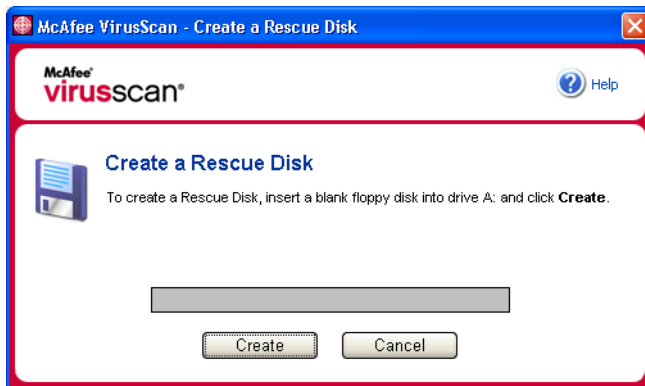 McAfee VirusScan - Create a Rescue Disk
McAfee®
virusscan®
Help
Create a Rescue Disk
To create a Rescue Disk, insert a blank floppy disk into drive A: and click Create.
Create
Cancel